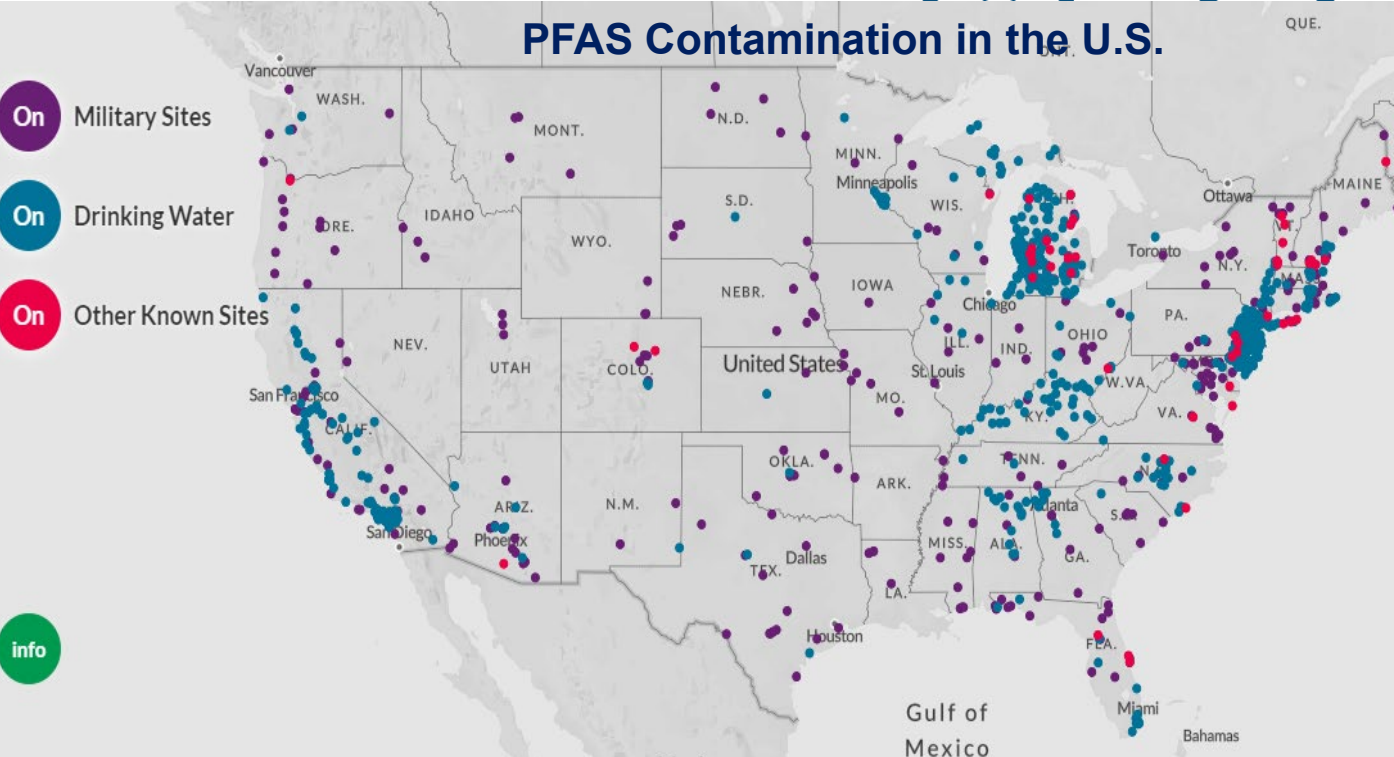 PFAS Contamination in the U.S.
QUE.
ONT.
Vancouver
WASH.
On Military Sites
MONT.
N.D.
MINN.
Minneapolis
Ottawa
MAINE
On Drinking Water
ORE.
IDAHO
S.D.
WIS.
WYO.
Toronto
N.Y.
On Other Known Sites
NEBR.
IOWA
Chicago
PA.
NEV.
UTAH
COLO.
United States
ILL.
IND.
OHIO
St. Louis
W.VA.
San Francisco
CALIF.
MO.
KY.
VA.
OKLA.
TENN.
ARIZ.
N.M.
ARK.
Atlanta
San Diego
Phoenix
Dallas
TEX.
MISS.
ALA.
GA.
LA.
Houston
FLA.
info
Miami
Gulf of
Mexico
Bahamas